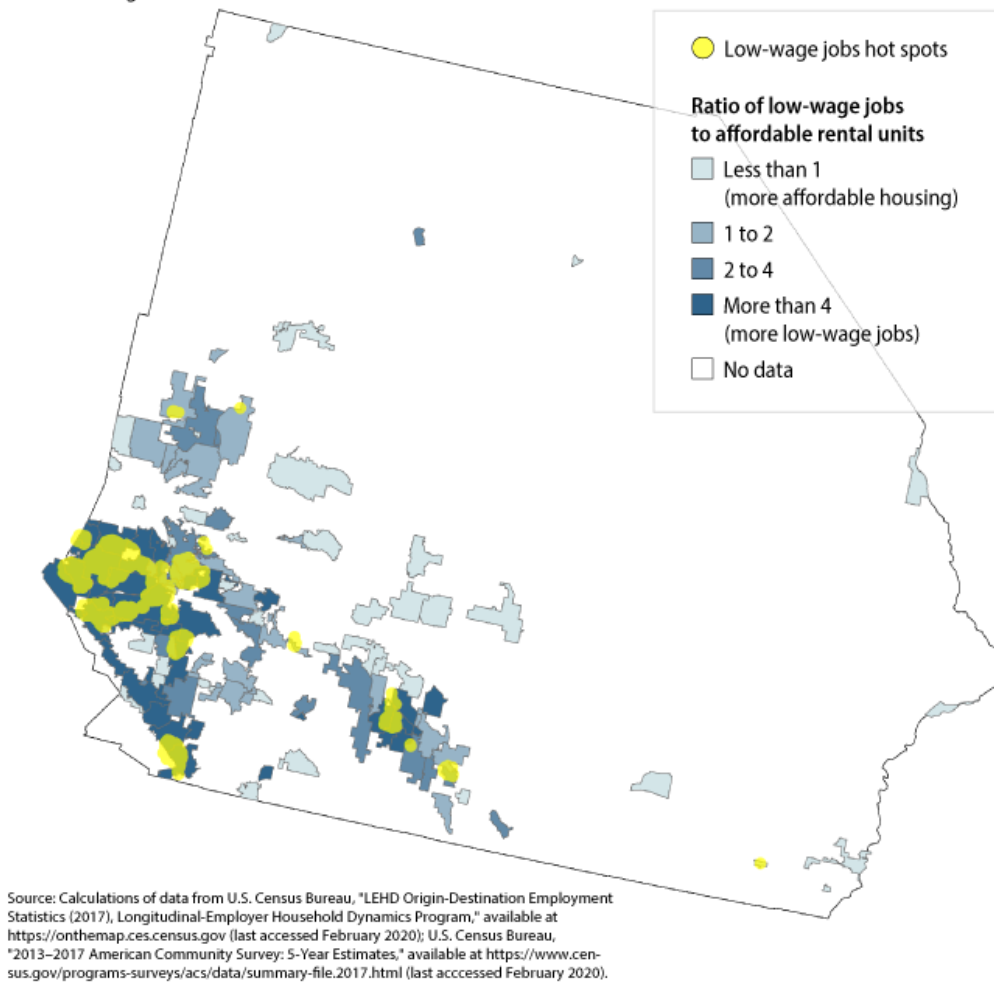 Low-wage jobs hot spots
Ratio of low-wage jobs
to affordable rental units
Less than 1
(more affordable housing)
1 to 2
2 to 4
More than 4
(more low-wage jobs)
No data
Source: Calculations of data from U.S. Census Bureau, "LEHD Origin-Destination Employment
Statistics (2017), Longitudinal-Employer Household Dynamics Program," available at
https://onthemap.ces.census.gov (last accessed February 2020); U.S. Census Bureau,
"2013–2017 American Community Survey: 5-Year Estimates," available at https://www.cen-
sus.gov/programs-surveys/acs/data/summary-file.2017.html (last acccessed February 2020).